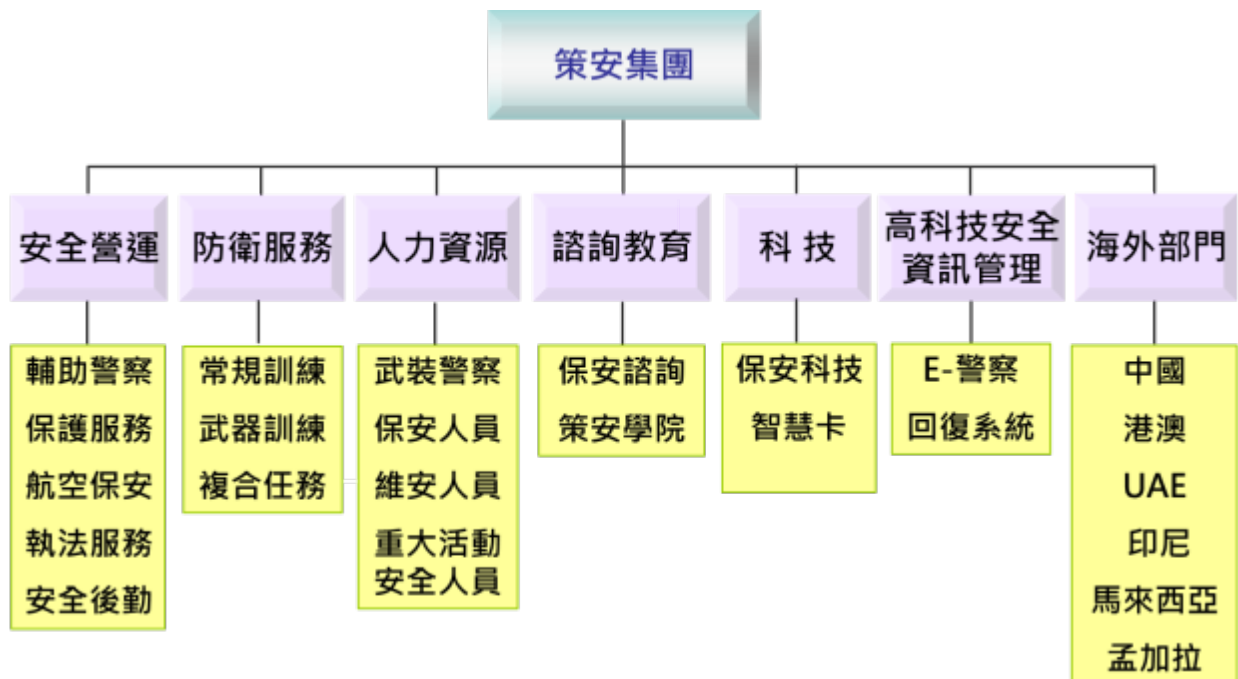 策安集團
安全營運
防衛服務
人力資源
諮詢教育
科 技
高科技安全
資訊管理
海外部門
輔助警察
保護服務
航空保安
執法服務
安全後勤
常規訓練
武器訓練
複合任務
武裝警察
保安人員
維安人員
重大活動
安全人員
保安諮詢
策安學院
保安科技
智慧卡
E-警察
回復系統
中國
港澳
UAE
印尼
馬來西亞
孟加拉